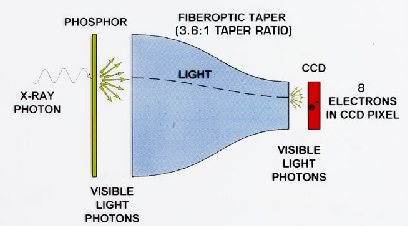 PHOSPHOR
FIBEROPTIC TAPER
(3.6:1 TAPER RATIO)
CCD
LIGHT
X-RAY
PHOTON
8
ELECTRONS
IN CCD PIXEL
VISIBLE
LIGHT
PHOTONS
VISIBLE
LIGHT
PHOTONS